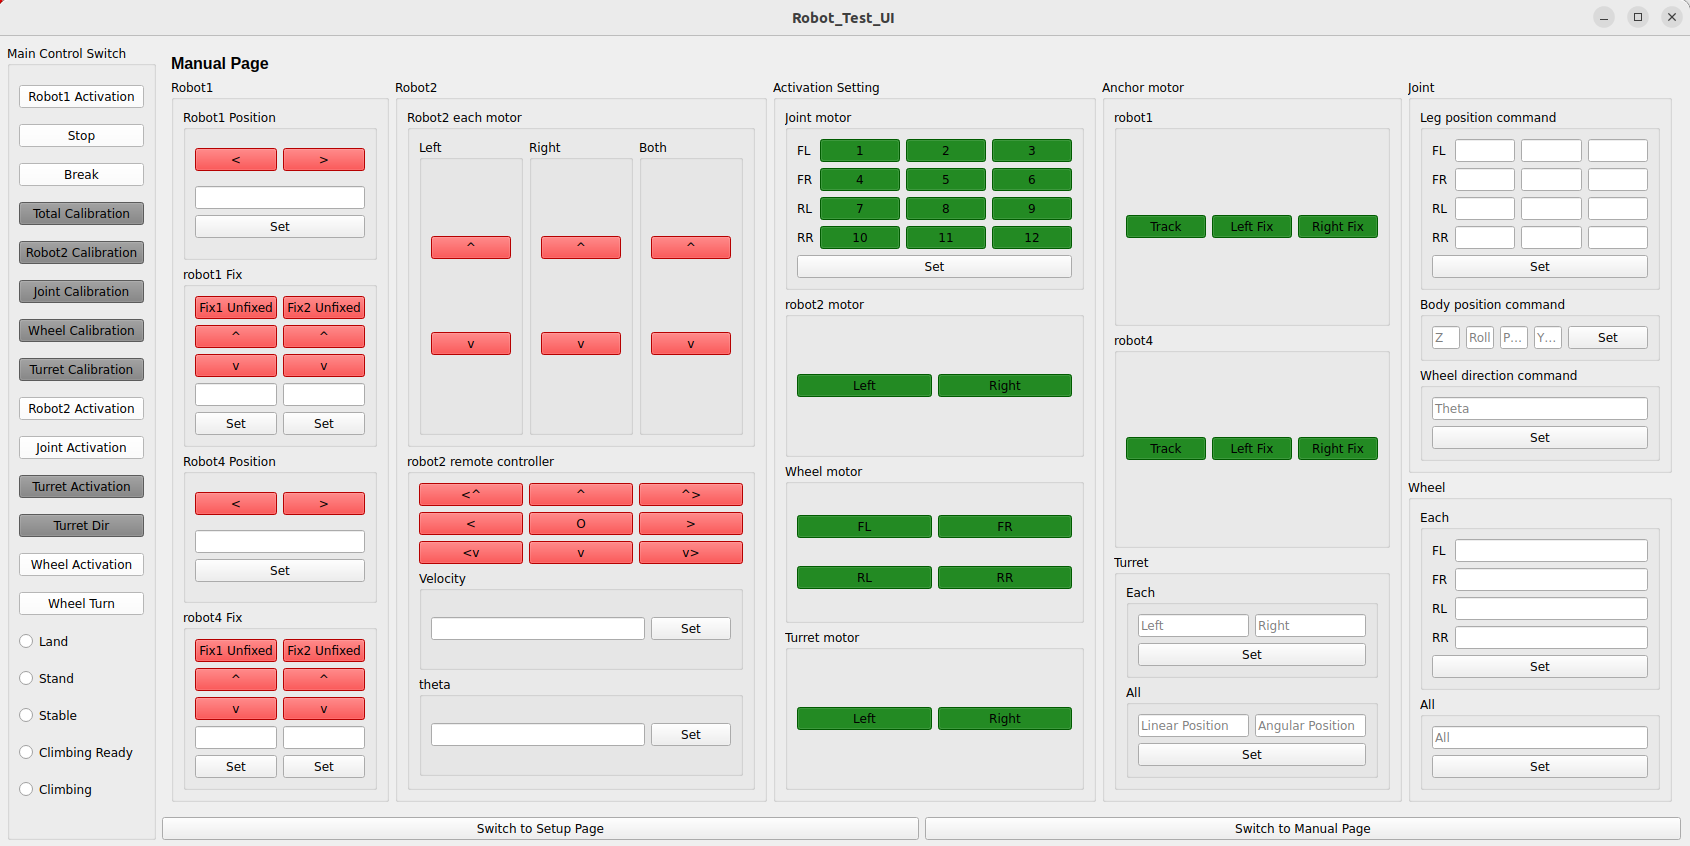 Robot_Test_UI
Main Control Switch
Robot1 Activation
Stop
Break
Total Calibration
Robot2 Calibration
Joint Calibration
Wheel Calibration
Turret Calibration
Robot2 Activation
Joint Activation
Turret Activation
Turret Dir
Wheel Activation
Wheel Turn
Land
Stand
Stable
Climbing Ready
Climbing
Manual Page
Robot1
Robot1 Position
< >
Set
robot1 Fix
Fix1 Unfixed Fix2 Unfixed
^ ^
v v
Set Set
Robot4 Position
< >
Set
robot4 Fix
Fix1 Unfixed Fix2 Unfixed
^ ^
v v
Set Set
Robot2
Robot2 each motor
Left Right Both
^ ^ ^
v v v
robot2 remote controller
<^ ^ ^>
< O >
<v v v>
Velocity
Set
theta
Set
Activation Setting
Joint motor
FL 1 2 3
FR 4 5 6
RL 7 8 9
RR 10 11 12
Set
robot2 motor
Left Right
Wheel motor
FL FR
RL RR
Turret motor
Left Right
Anchor motor
robot1
Track Left Fix Right Fix
robot4
Track Left Fix Right Fix
Turret
Each
Left Right
Set
All
Linear Position Angular Position
Set
Joint
Leg position command
FL
FR
RL
RR
Set
Body position command
Z Roll P... Y... Set
Wheel direction command
Theta
Set
Wheel
Each
FL
FR
RL
RR
Set
All
All
Set
Switch to Setup Page Switch to Manual Page